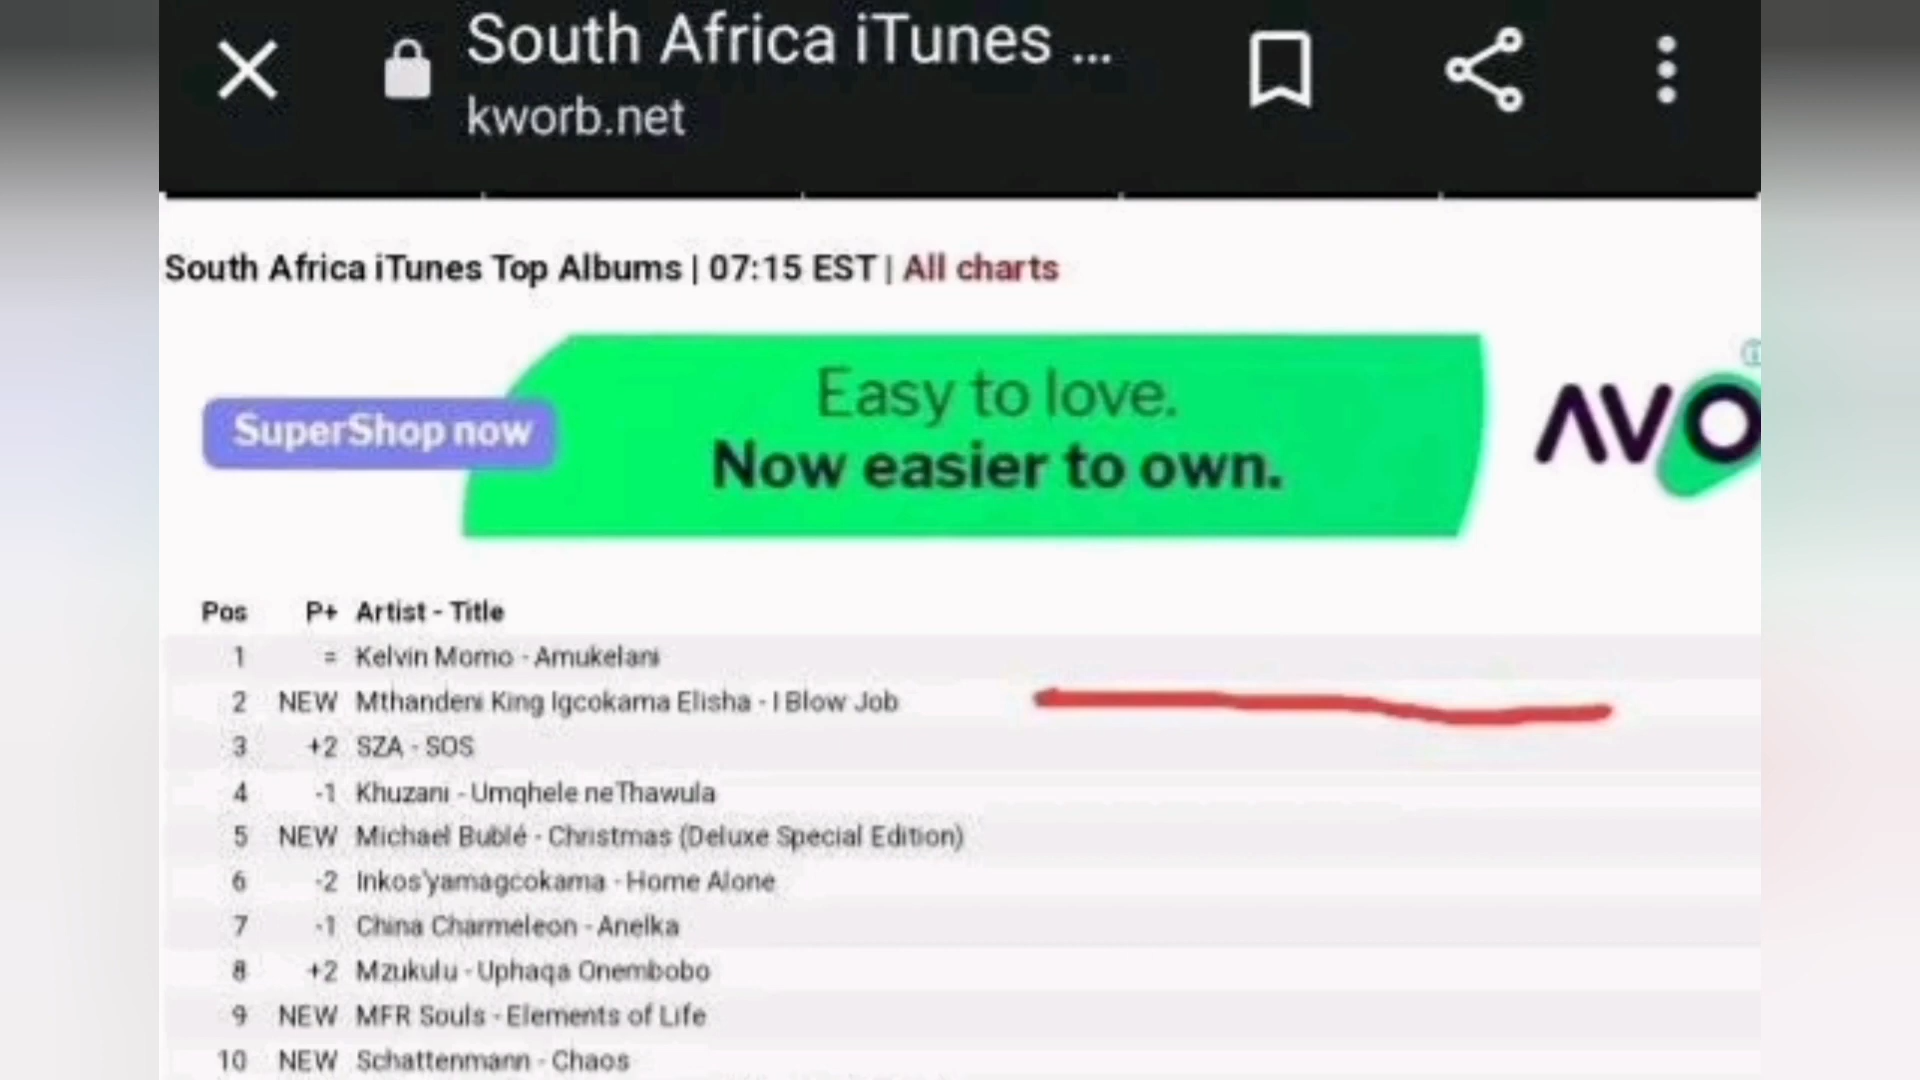 South Africa iTunes ...
kworb.net
South Africa iTunes Top Albums | 07:15 EST | All charts
SuperShop now
Easy to love.
Now easier to own.
AVO
Pos P+ Artist - Title
1 = Kelvin Momo - Amukelani
2 NEW Mthandeni King Igcokama Elisha - I Blow Job
3 +2 SZA - SOS
4 -1 Khuzani - Umqhele neThawula
5 NEW Michael Bublé - Christmas (Deluxe Special Edition)
6 -2 Inkos'yamagcokama - Home Alone
7 -1 China Charmeleon - Anelka
8 +2 Mzukulu - Uphaqa Onembobo
9 NEW MFR Souls - Elements of Life
10 NEW Schattenmann - Chaos